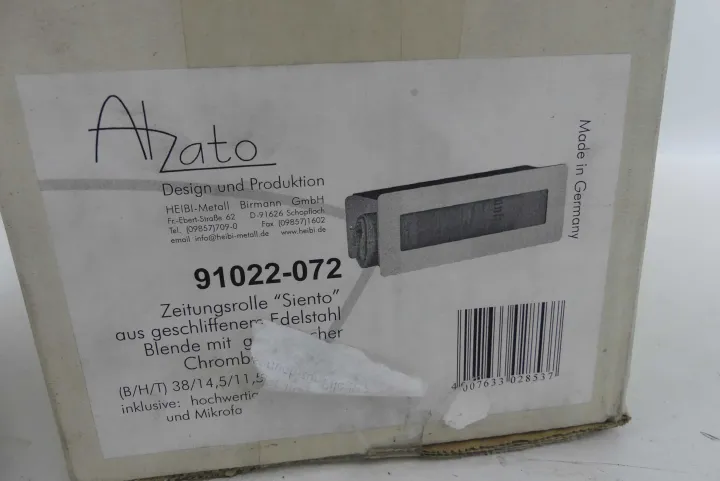 Alzato
Design und Produktion
HEIBI-Metall Birmann GmbH
Fr.-Ebert-Straße 62 D-91626 Schopfloch
Tel. (09857)709-0 Fax (09857)1602
email info@heibi-metall.de www.heibi.de
91022-072
Zeitungsrolle "Siento"
aus geschliffenem Edelstahl
Blende mit
Chromb
(B/H/T) 38/14,5/11,5
inklusive: hochwertig
und Mikrofa
Made in Germany
4 007633 028537